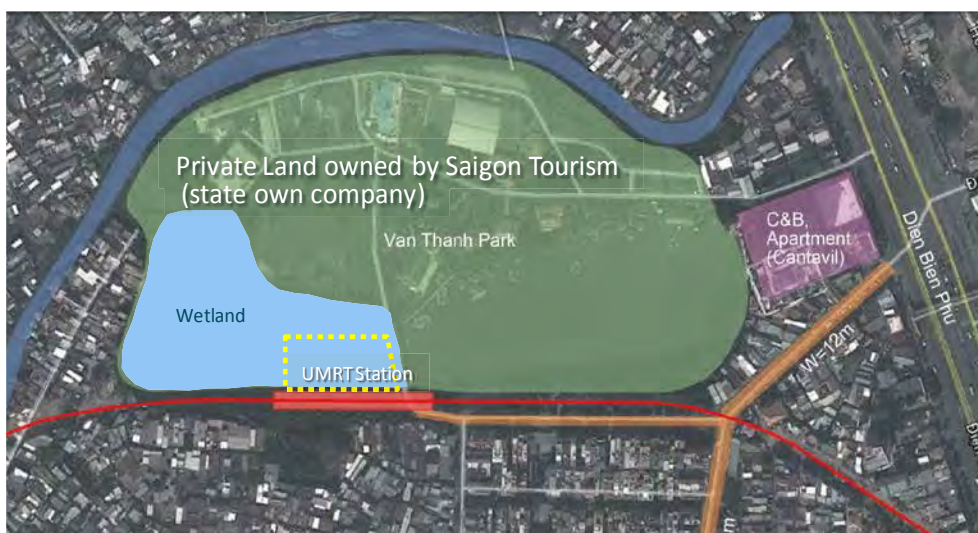 Private Land owned by Saigon Tourism
(state own company)
C&B,
Apartment
(Cantavil)
Van Thanh Park
Dien Bien Phu
Wetland
W=12m
UMRT Station